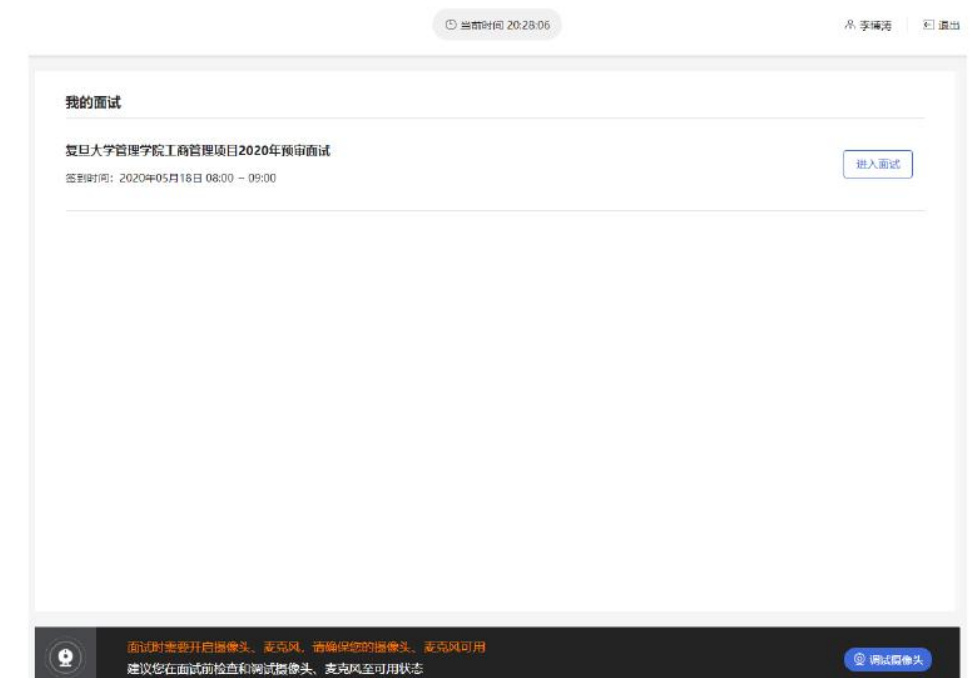 当前时间 20:28:06
李博涛 退出
我的面试
复旦大学管理学院工商管理项目2020年预审面试
签到时间：2020年05月18日 08:00 - 09:00
进入面试
面试时需要开启摄像头、麦克风，请确保您的摄像头、麦克风可用
建议您在面试前检查和调试摄像头、麦克风至可用状态
调试摄像头